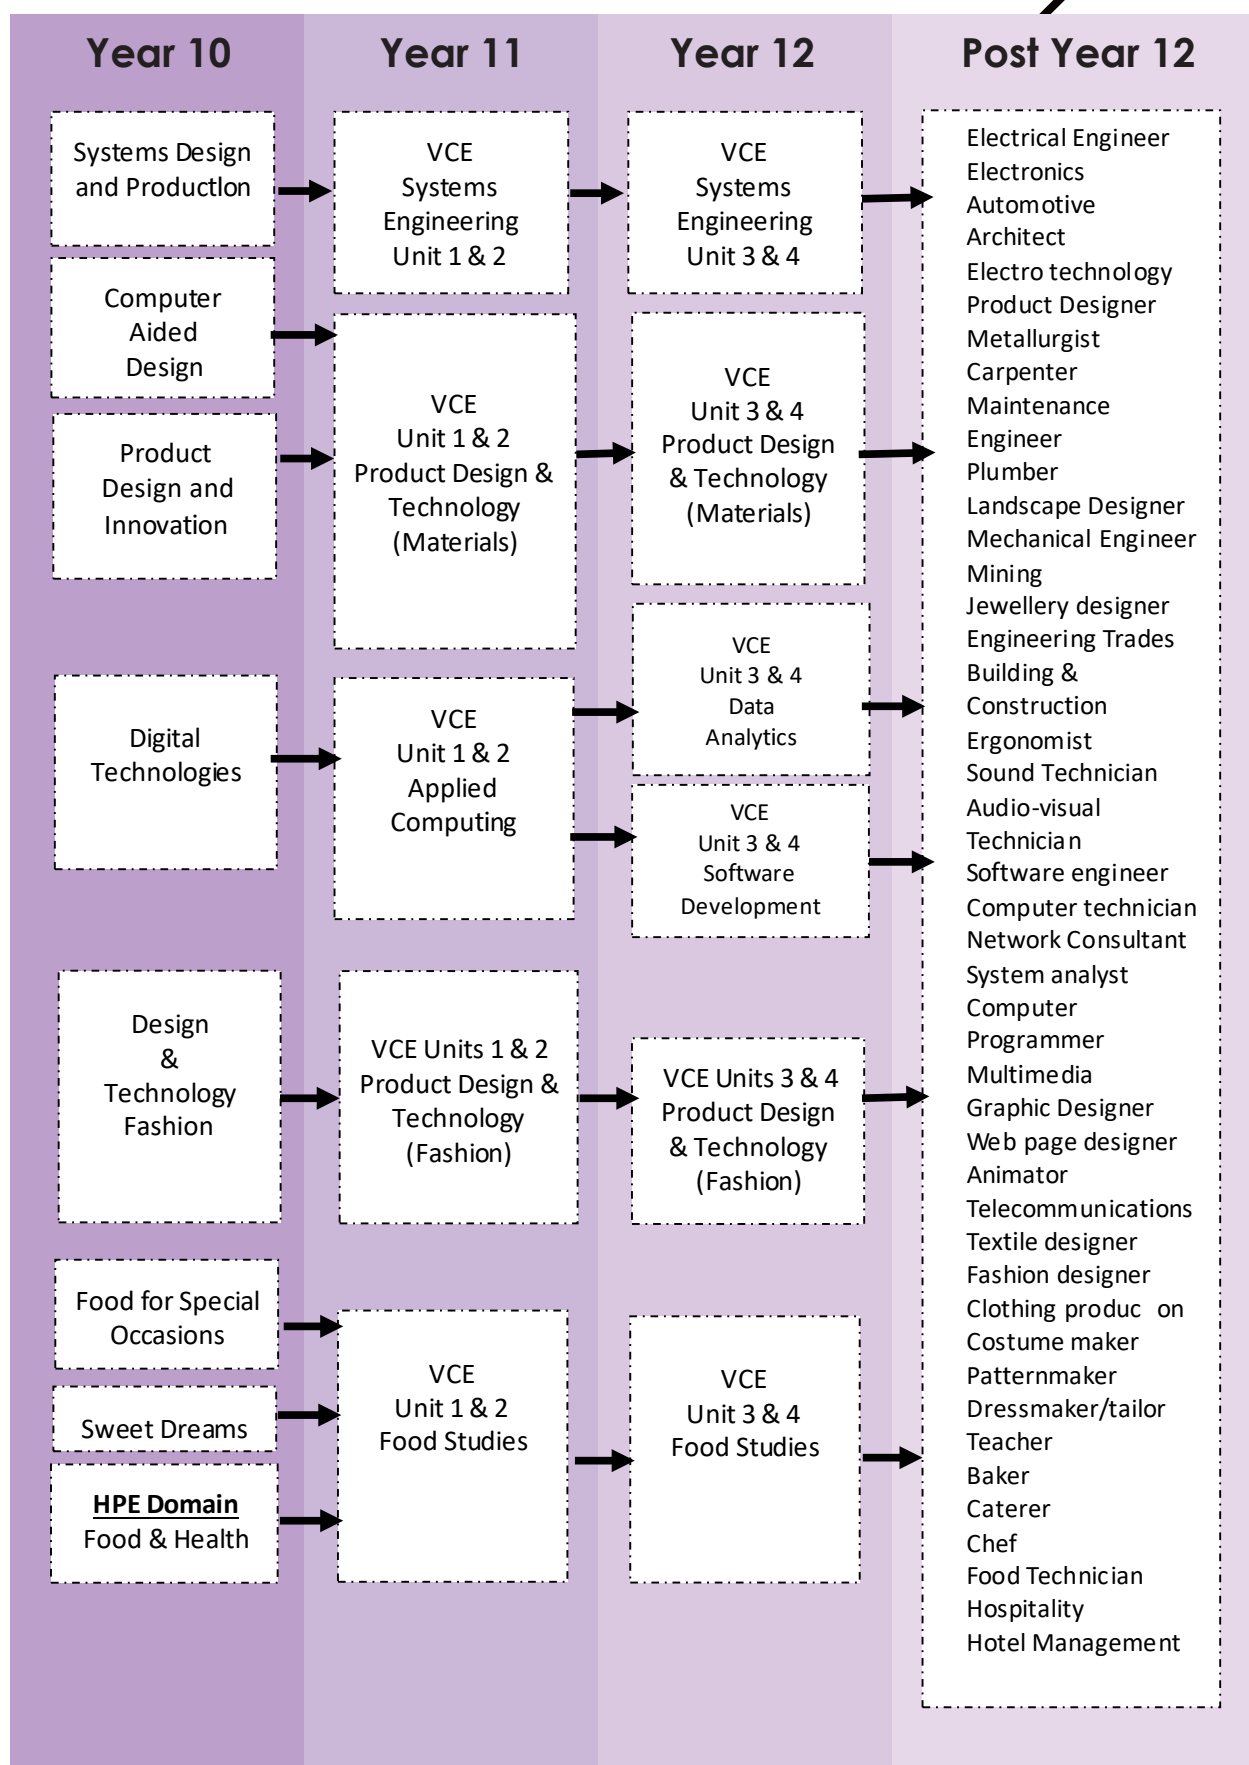 Year 10
Year 11
Year 12
Post Year 12
Systems Design
and Productlon
Computer
Aided
Design
Product
Design and
Innovation
Digital
Technologies
Design
&
Technology
Fashion
Food for Special
Occasions
Sweet Dreams
HPE Domain
Food & Health
VCE
Systems
Engineering
Unit 1 & 2
VCE
Unit 1 & 2
Product Design &
Technology
(Materials)
VCE
Unit 1 & 2
Applied
Computing
VCE Units 1 & 2
Product Design &
Technology
(Fashion)
VCE
Unit 1 & 2
Food Studies
VCE
Systems
Engineering
Unit 3 & 4
VCE
Unit 3 & 4
Product Design
& Technology
(Materials)
VCE
Unit 3 & 4
Data
Analytics
VCE
Unit 3 & 4
Software
Development
VCE Units 3 & 4
Product Design
& Technology
(Fashion)
VCE
Unit 3 & 4
Food Studies
Electrical Engineer
Electronics
Automotive
Architect
Electro technology
Product Designer
Metallurgist
Carpenter
Maintenance
Engineer
Plumber
Landscape Designer
Mechanical Engineer
Mining
Jewellery designer
Engineering Trades
Building &
Construction
Ergonomist
Sound Technician
Audio-visual
Technician
Software engineer
Computer technician
Network Consultant
System analyst
Computer
Programmer
Multimedia
Graphic Designer
Web page designer
Animator
Telecommunications
Textile designer
Fashion designer
Clothing produc on
Costume maker
Patternmaker
Dressmaker/tailor
Teacher
Baker
Caterer
Chef
Food Technician
Hospitality
Hotel Management